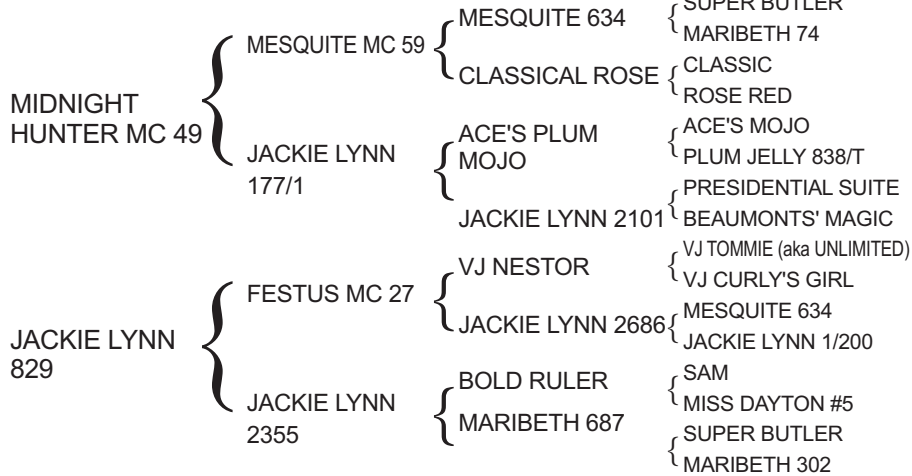 MIDNIGHT
HUNTER MC 49
MESQUITE MC 59
MESQUITE 634
SUPER BUTLER
MARIBETH 74
CLASSICAL ROSE
CLASSIC
ROSE RED
JACKIE LYNN
177/1
ACE'S PLUM
MOJO
ACE'S MOJO
PLUM JELLY 838/T
JACKIE LYNN 2101
PRESIDENTIAL SUITE
BEAUMONTS' MAGIC
JACKIE LYNN
829
FESTUS MC 27
VJ NESTOR
VJ TOMMIE (aka UNLIMITED)
VJ CURLY'S GIRL
JACKIE LYNN 2686
MESQUITE 634
JACKIE LYNN 1/200
JACKIE LYNN
2355
BOLD RULER
SAM
MISS DAYTON #5
MARIBETH 687
SUPER BUTLER
MARIBETH 302